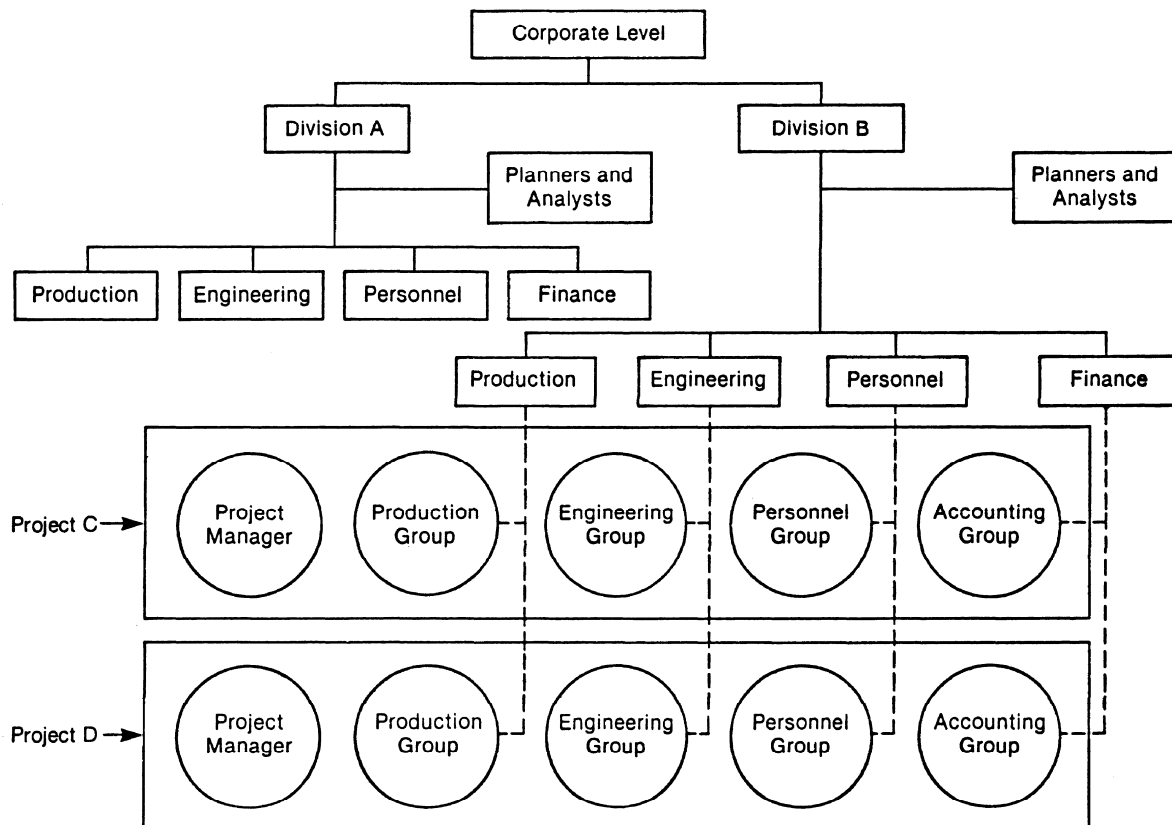 Corporate Level
Division A
Division B
Planners and
Analysts
Planners and
Analysts
Production
Engineering
Personnel
Finance
Production
Engineering
Personnel
Finance
Project C
Project
Manager
Production
Group
Engineering
Group
Personnel
Group
Accounting
Group
Project D
Project
Manager
Production
Group
Engineering
Group
Personnel
Group
Accounting
Group